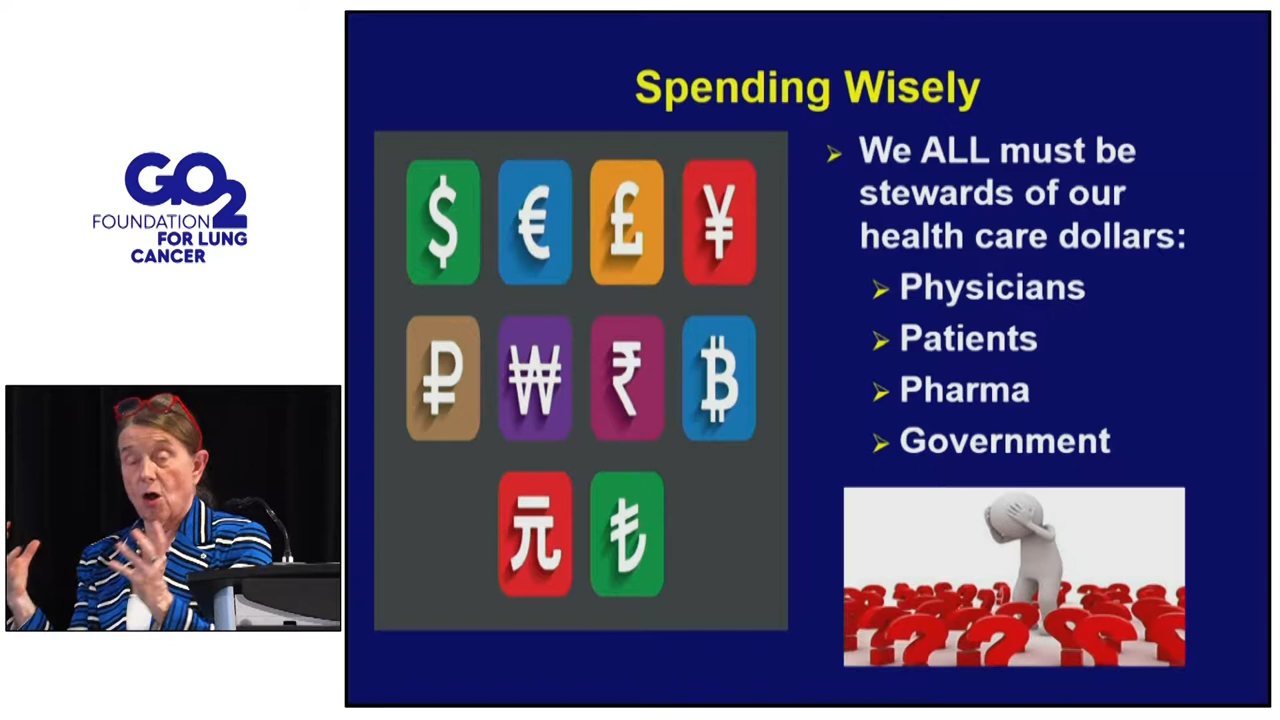 GO2
FOUNDATION
FOR LUNG
CANCER
Spending Wisely
$ € £ ¥
₽ ₩ ₹ ₿
元 ₺
➢ We ALL must be
stewards of our
health care dollars:
➢ Physicians
➢ Patients
➢ Pharma
➢ Government